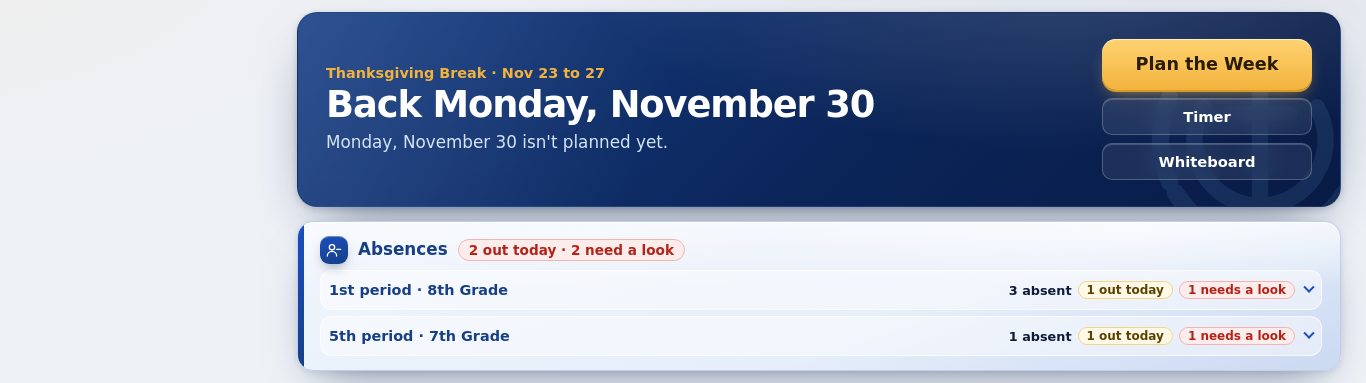 Thanksgiving Break · Nov 23 to 27
Back Monday, November 30
Monday, November 30 isn't planned yet.
Plan the Week
Timer
Whiteboard
Absences 2 out today · 2 need a look
1st period · 8th Grade 3 absent 1 out today 1 needs a look
5th period · 7th Grade 1 absent 1 out today 1 needs a look